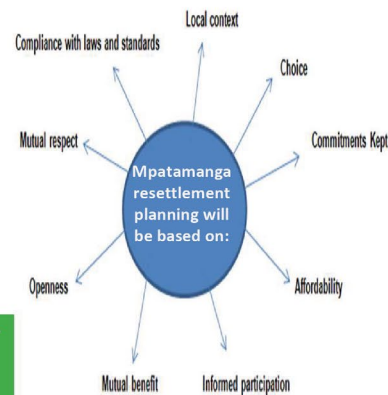 Local context
Compliance with laws and standards
Choice
Mutual respect
Commitments Kept
Mpatamanga
resettlement
planning will
be based on:
Openness
Affordability
Mutual benefit
Informed participation